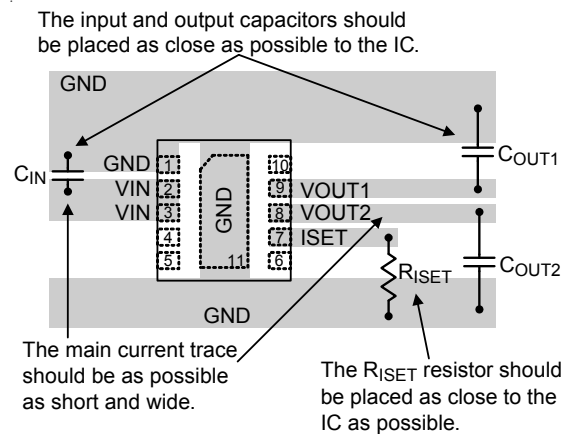 The input and output capacitors should
be placed as close as possible to the IC.
GND
CIN
GND 1
VIN 2
VIN 3
4
5
GND
11
10
9 VOUT1
8 VOUT2
7 ISET
6
COUT1
RISET
COUT2
GND
The main current trace
should be as possible
as short and wide.
The RISET resistor should
be placed as close to the
IC as possible.